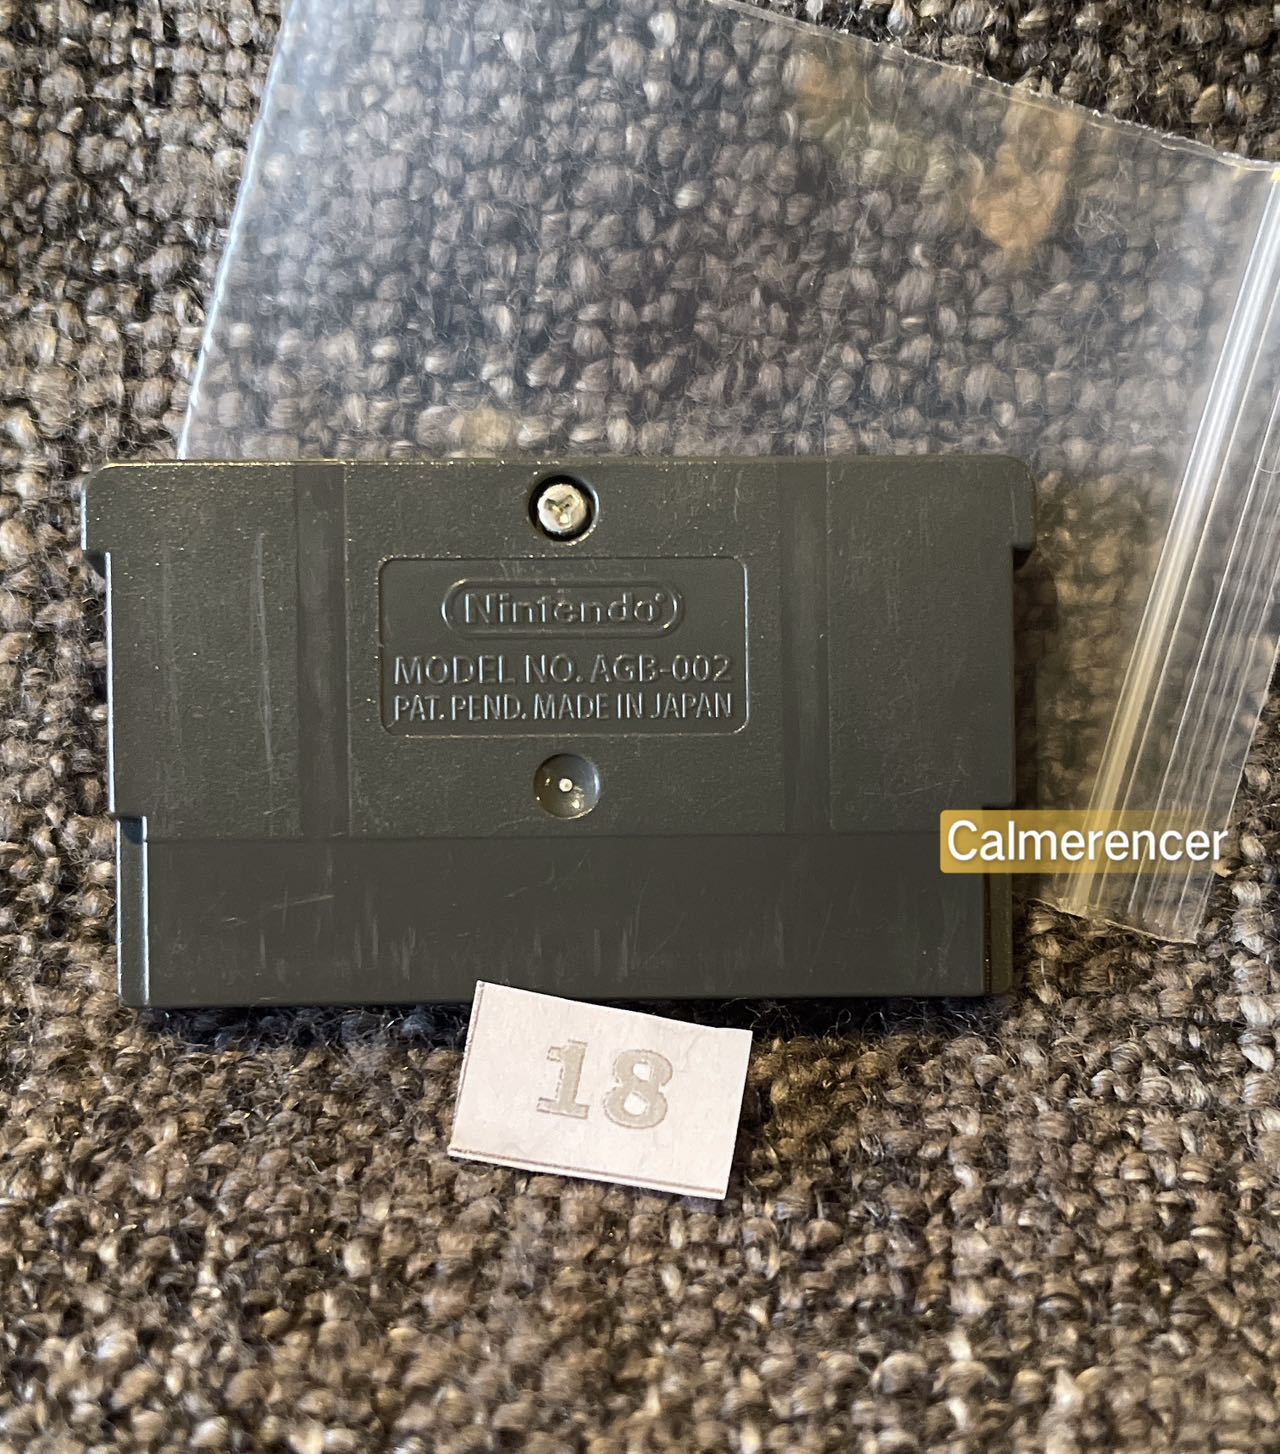 Nintendo®
MODEL NO. AGB-002
PAT. PEND. MADE IN JAPAN
Calmerencer
18